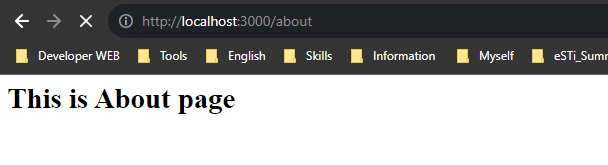 http://localhost:3000/about
Developer WEB Tools English Skills Information Myself eSTi_Summ
This is About page